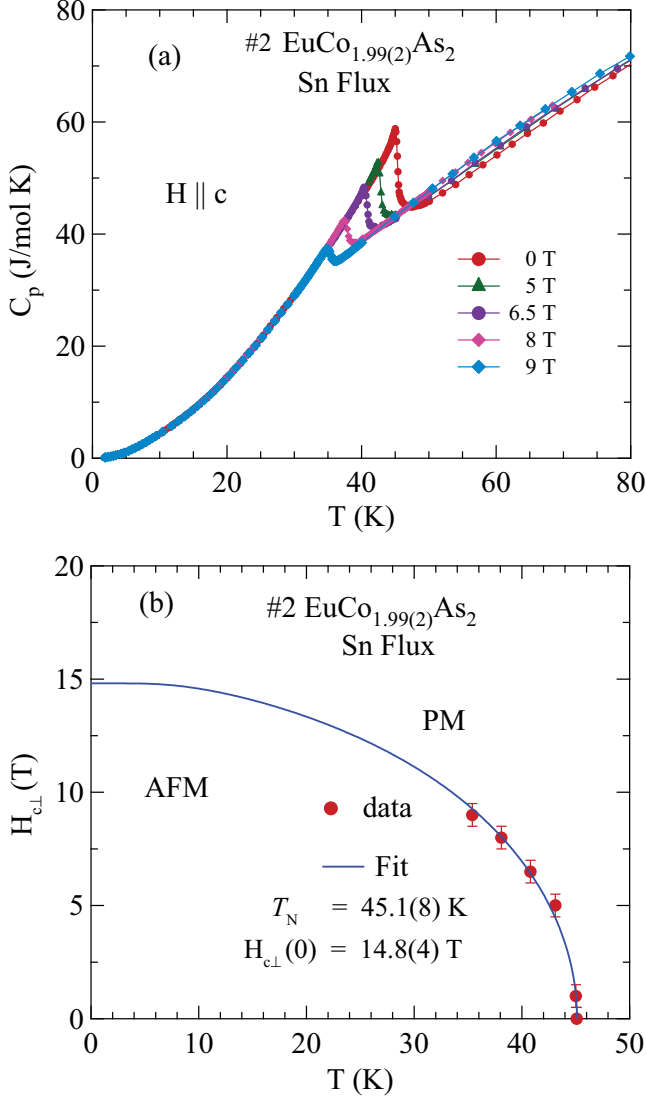 (a)
#2 EuCo1.99(2)As2
Sn Flux
80
60
40
20
0
Cp (J/mol K)
H || c
0 T
5 T
6.5 T
8 T
9 T
0 20 40 60 80
T (K)
(b)
#2 EuCo1.99(2)As2
Sn Flux
20
15
10
5
0
Hc⊥(T)
PM
AFM
data
Fit
TN = 45.1(8) K
Hc⊥(0) = 14.8(4) T
0 10 20 30 40 50
T (K)